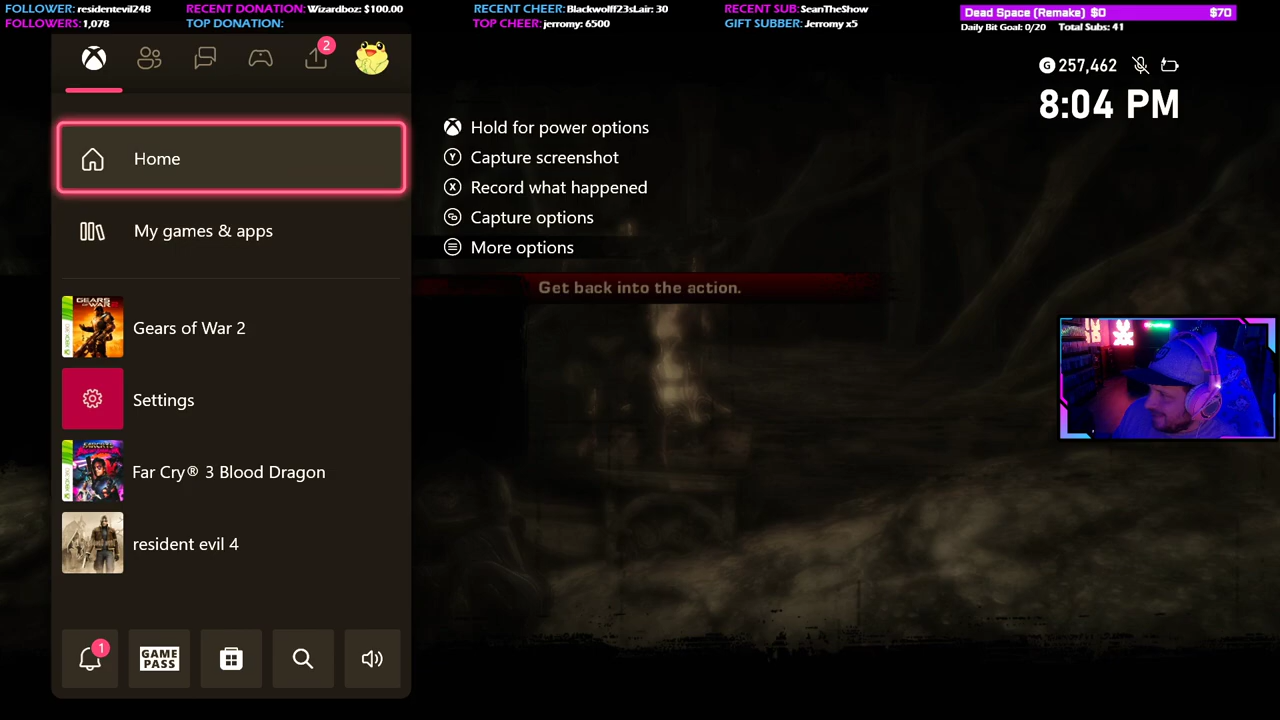 FOLLOWER: residentevil248
FOLLOWERS: 1,078
RECENT DONATION: Wizardboz: $100.00
TOP DONATION:
RECENT CHEER: Blackwolff23sLair: 30
TOP CHEER: jerromy: 6500
RECENT SUB: SeanTheShow
GIFT SUBBER: Jerromy x5
Dead Space (Remake) $0 $70
Daily Bit Goal: 0/20 Total Subs: 41
2
G 257,462
8:04 PM
Home
My games & apps
Gears of War 2
Settings
Far Cry® 3 Blood Dragon
resident evil 4
X Hold for power options
Y Capture screenshot
X Record what happened
Capture options
More options
Get back into the action.
1
GAME
PASS